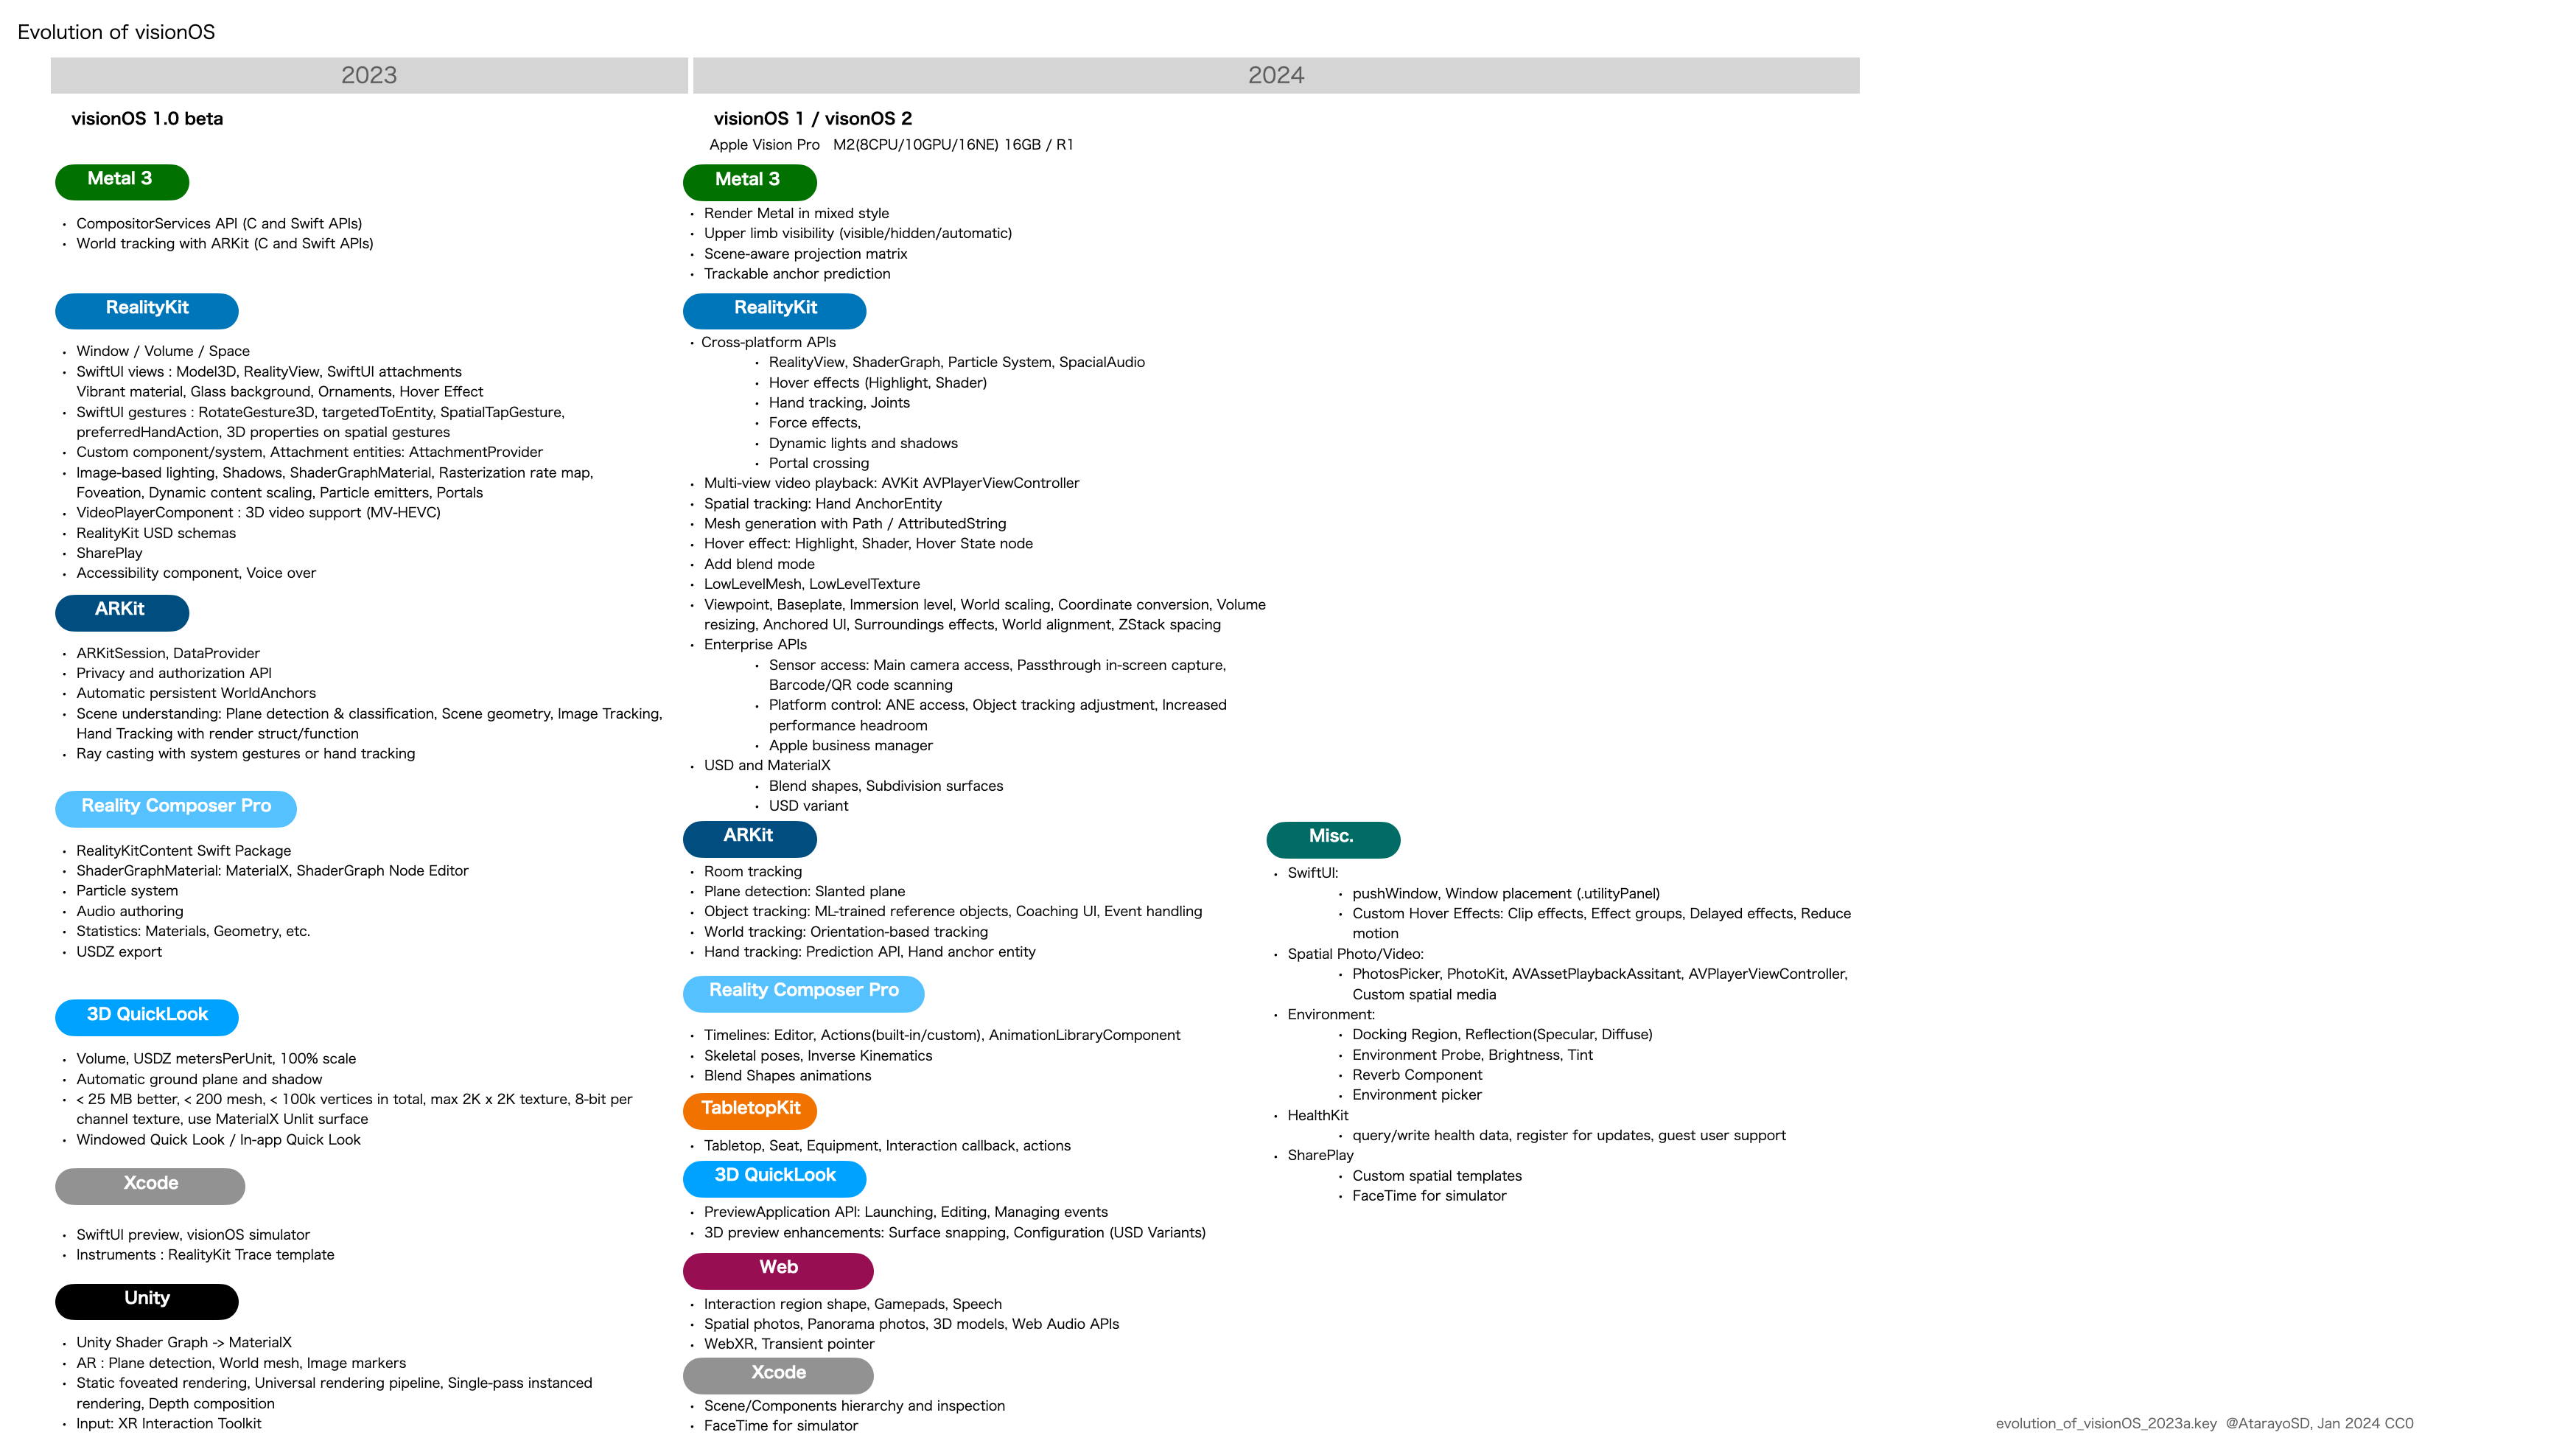 Evolution of visionOS
2023
visionOS 1.0 beta
Metal 3
• CompositorServices API (C and Swift APIs)
• World tracking with ARKit (C and Swift APIs)
RealityKit
• Window / Volume / Space
• SwiftUI views : Model3D, RealityView, SwiftUI attachments
Vibrant material, Glass background, Ornaments, Hover Effect
• SwiftUI gestures : RotateGesture3D, targetedToEntity, SpatialTapGesture,
preferredHandAction, 3D properties on spatial gestures
• Custom component/system, Attachment entities: AttachmentProvider
• Image-based lighting, Shadows, ShaderGraphMaterial, Rasterization rate map,
Foveation, Dynamic content scaling, Particle emitters, Portals
• VideoPlayerComponent : 3D video support (MV-HEVC)
• RealityKit USD schemas
• SharePlay
• Accessibility component, Voice over
ARKit
• ARKitSession, DataProvider
• Privacy and authorization API
• Automatic persistent WorldAnchors
• Scene understanding: Plane detection & classification, Scene geometry, Image Tracking,
Hand Tracking with render struct/function
• Ray casting with system gestures or hand tracking
Reality Composer Pro
• RealityKitContent Swift Package
• ShaderGraphMaterial: MaterialX, ShaderGraph Node Editor
• Particle system
• Audio authoring
• Statistics: Materials, Geometry, etc.
• USDZ export
3D QuickLook
• Volume, USDZ metersPerUnit, 100% scale
• Automatic ground plane and shadow
• < 25 MB better, < 200 mesh, < 100k vertices in total, max 2K x 2K texture, 8-bit per
channel texture, use MaterialX Unlit surface
• Windowed Quick Look / In-app Quick Look
Xcode
• SwiftUI preview, visionOS simulator
• Instruments : RealityKit Trace template
Unity
• Unity Shader Graph -> MaterialX
• AR : Plane detection, World mesh, Image markers
• Static foveated rendering, Universal rendering pipeline, Single-pass instanced
rendering, Depth composition
• Input: XR Interaction Toolkit
2024
visionOS 1 / visonOS 2
Apple Vision Pro M2(8CPU/10GPU/16NE) 16GB / R1
Metal 3
• Render Metal in mixed style
• Upper limb visibility (visible/hidden/automatic)
• Scene-aware projection matrix
• Trackable anchor prediction
RealityKit
• Cross-platform APIs
• RealityView, ShaderGraph, Particle System, SpacialAudio
• Hover effects (Highlight, Shader)
• Hand tracking, Joints
• Force effects,
• Dynamic lights and shadows
• Portal crossing
• Multi-view video playback: AVKit AVPlayerViewController
• Spatial tracking: Hand AnchorEntity
• Mesh generation with Path / AttributedString
• Hover effect: Highlight, Shader, Hover State node
• Add blend mode
• LowLevelMesh, LowLevelTexture
• Viewpoint, Baseplate, Immersion level, World scaling, Coordinate conversion, Volume
resizing, Anchored UI, Surroundings effects, World alignment, ZStack spacing
• Enterprise APIs
• Sensor access: Main camera access, Passthrough in-screen capture,
Barcode/QR code scanning
• Platform control: ANE access, Object tracking adjustment, Increased
performance headroom
• Apple business manager
• USD and MaterialX
• Blend shapes, Subdivision surfaces
• USD variant
ARKit
• Room tracking
• Plane detection: Slanted plane
• Object tracking: ML-trained reference objects, Coaching UI, Event handling
• World tracking: Orientation-based tracking
• Hand tracking: Prediction API, Hand anchor entity
Reality Composer Pro
• Timelines: Editor, Actions(built-in/custom), AnimationLibraryComponent
• Skeletal poses, Inverse Kinematics
• Blend Shapes animations
TabletopKit
• Tabletop, Seat, Equipment, Interaction callback, actions
3D QuickLook
• PreviewApplication API: Launching, Editing, Managing events
• 3D preview enhancements: Surface snapping, Configuration (USD Variants)
Web
• Interaction region shape, Gamepads, Speech
• Spatial photos, Panorama photos, 3D models, Web Audio APIs
• WebXR, Transient pointer
Xcode
• Scene/Components hierarchy and inspection
• FaceTime for simulator
Misc.
• SwiftUI:
• pushWindow, Window placement (.utilityPanel)
• Custom Hover Effects: Clip effects, Effect groups, Delayed effects, Reduce
motion
• Spatial Photo/Video:
• PhotosPicker, PhotoKit, AVAssetPlaybackAssitant, AVPlayerViewController,
Custom spatial media
• Environment:
• Docking Region, Reflection(Specular, Diffuse)
• Environment Probe, Brightness, Tint
• Reverb Component
• Environment picker
• HealthKit
• query/write health data, register for updates, guest user support
• SharePlay
• Custom spatial templates
• FaceTime for simulator
evolution_of_visionOS_2023a.key @AtarayoSD, Jan 2024 CC0